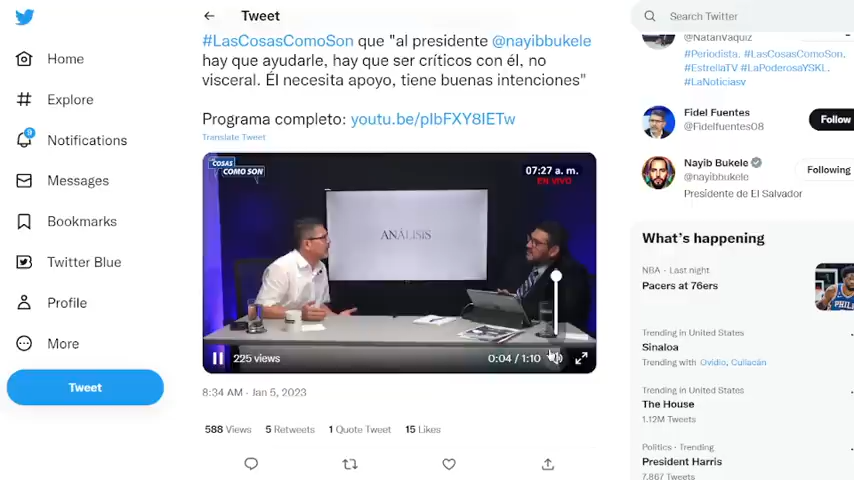 Tweet
#LasCosasComoSon que "al presidente @nayibbukele
hay que ayudarle, hay que ser críticos con él, no
visceral. Él necesita apoyo, tiene buenas intenciones"
Programa completo: youtu.be/pIbFXY8IETw
Translate Tweet
COSAS
COMO SON
07:27 a. m.
EN VIVO
ANÁLISIS
225 views
0:04 / 1:10
8:34 AM · Jan 5, 2023
588 Views 5 Retweets 1 Quote Tweet 15 Likes
Home
Explore
9
Notifications
Messages
Bookmarks
Twitter Blue
Profile
More
Tweet
Search Twitter
@NatanVaquiz
#Periodista. #LasCosasComoSon.
#EstrellaTV #LaPoderosaYSKL.
#LaNoticiasv
Fidel Fuentes
@Fidelfuentes08
Follow
Nayib Bukele
@nayibbukele
Following
Presidente de El Salvador
What's happening
NBA · Last night
Pacers at 76ers
Trending in United States
Sinaloa
Trending with Ovidio, Culiacán
Trending in United States
The House
1.12M Tweets
Politics · Trending
President Harris
7,867 Tweets